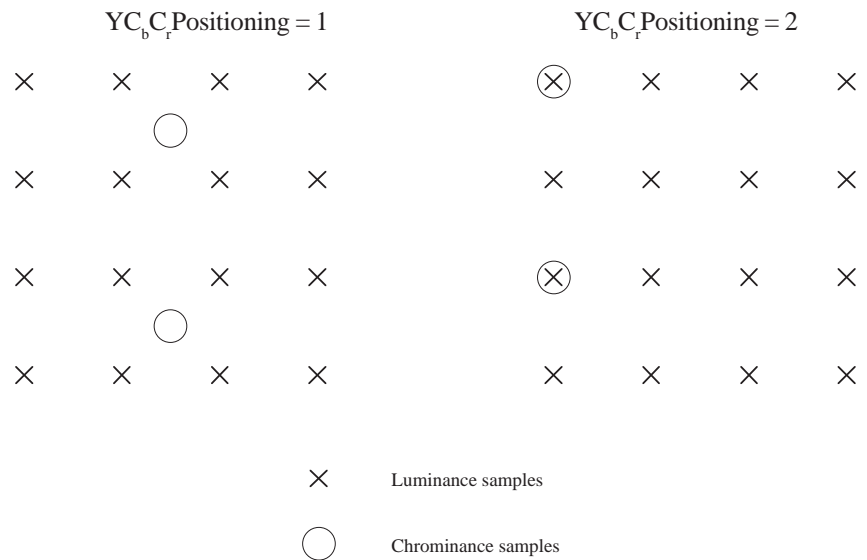 YCbCrPositioning = 1
YCbCrPositioning = 2
Luminance samples
Chrominance samples